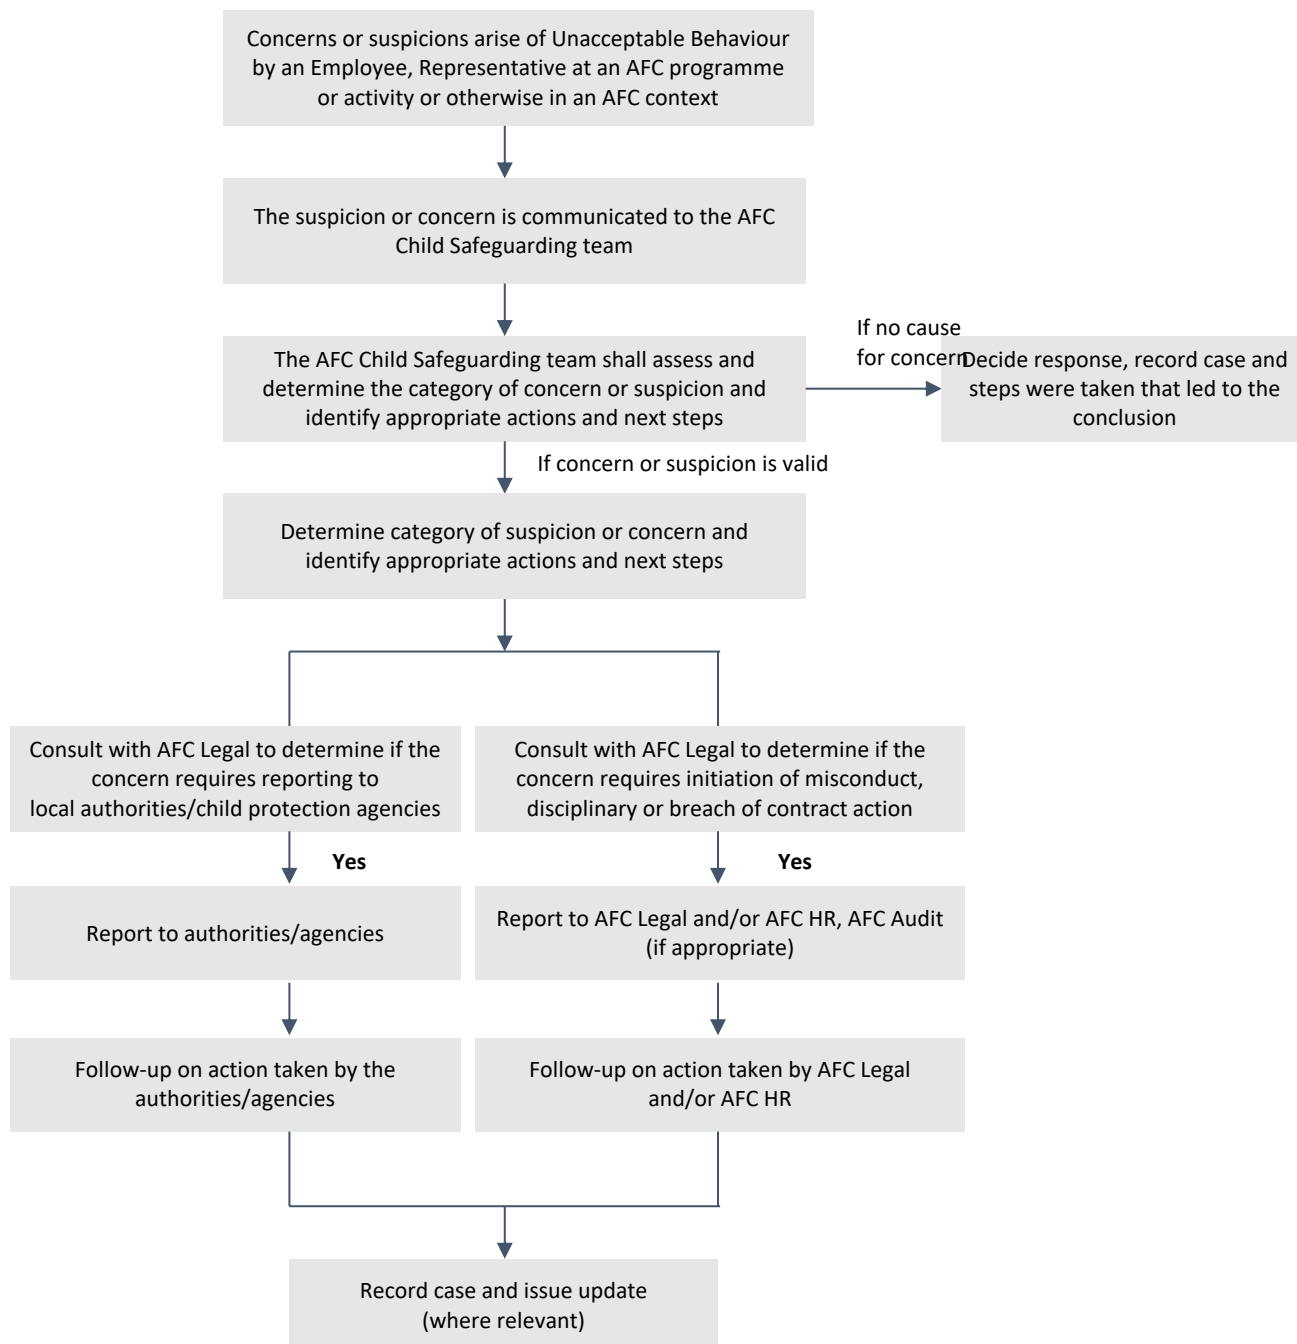 Concerns or suspicions arise of Unacceptable Behaviour
by an Employee, Representative at an AFC programme
or activity or otherwise in an AFC context
The suspicion or concern is communicated to the AFC
Child Safeguarding team
The AFC Child Safeguarding team shall assess and
determine the category of concern or suspicion and
identify appropriate actions and next steps
If no cause
for concern
Decide response, record case and
steps were taken that led to the
conclusion
If concern or suspicion is valid
Determine category of suspicion or concern and
identify appropriate actions and next steps
Consult with AFC Legal to determine if the
concern requires reporting to
local authorities/child protection agencies
Consult with AFC Legal to determine if the
concern requires initiation of misconduct,
disciplinary or breach of contract action
Yes
Yes
Report to authorities/agencies
Report to AFC Legal and/or AFC HR, AFC Audit
(if appropriate)
Follow-up on action taken by the
authorities/agencies
Follow-up on action taken by AFC Legal
and/or AFC HR
Record case and issue update
(where relevant)